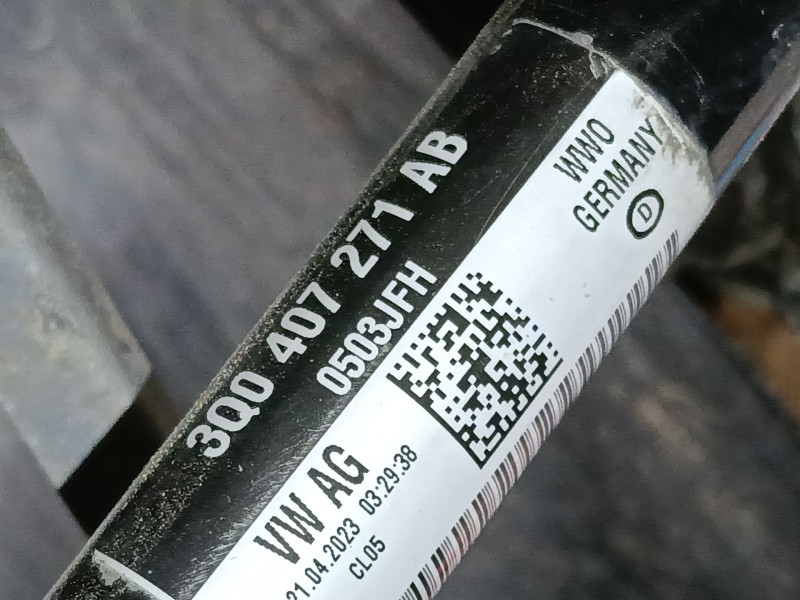 3Q0 407 271 AB
0503JFH
WWO
GERMANY
D
VW AG
21.04.2023 03:29:38
CL05